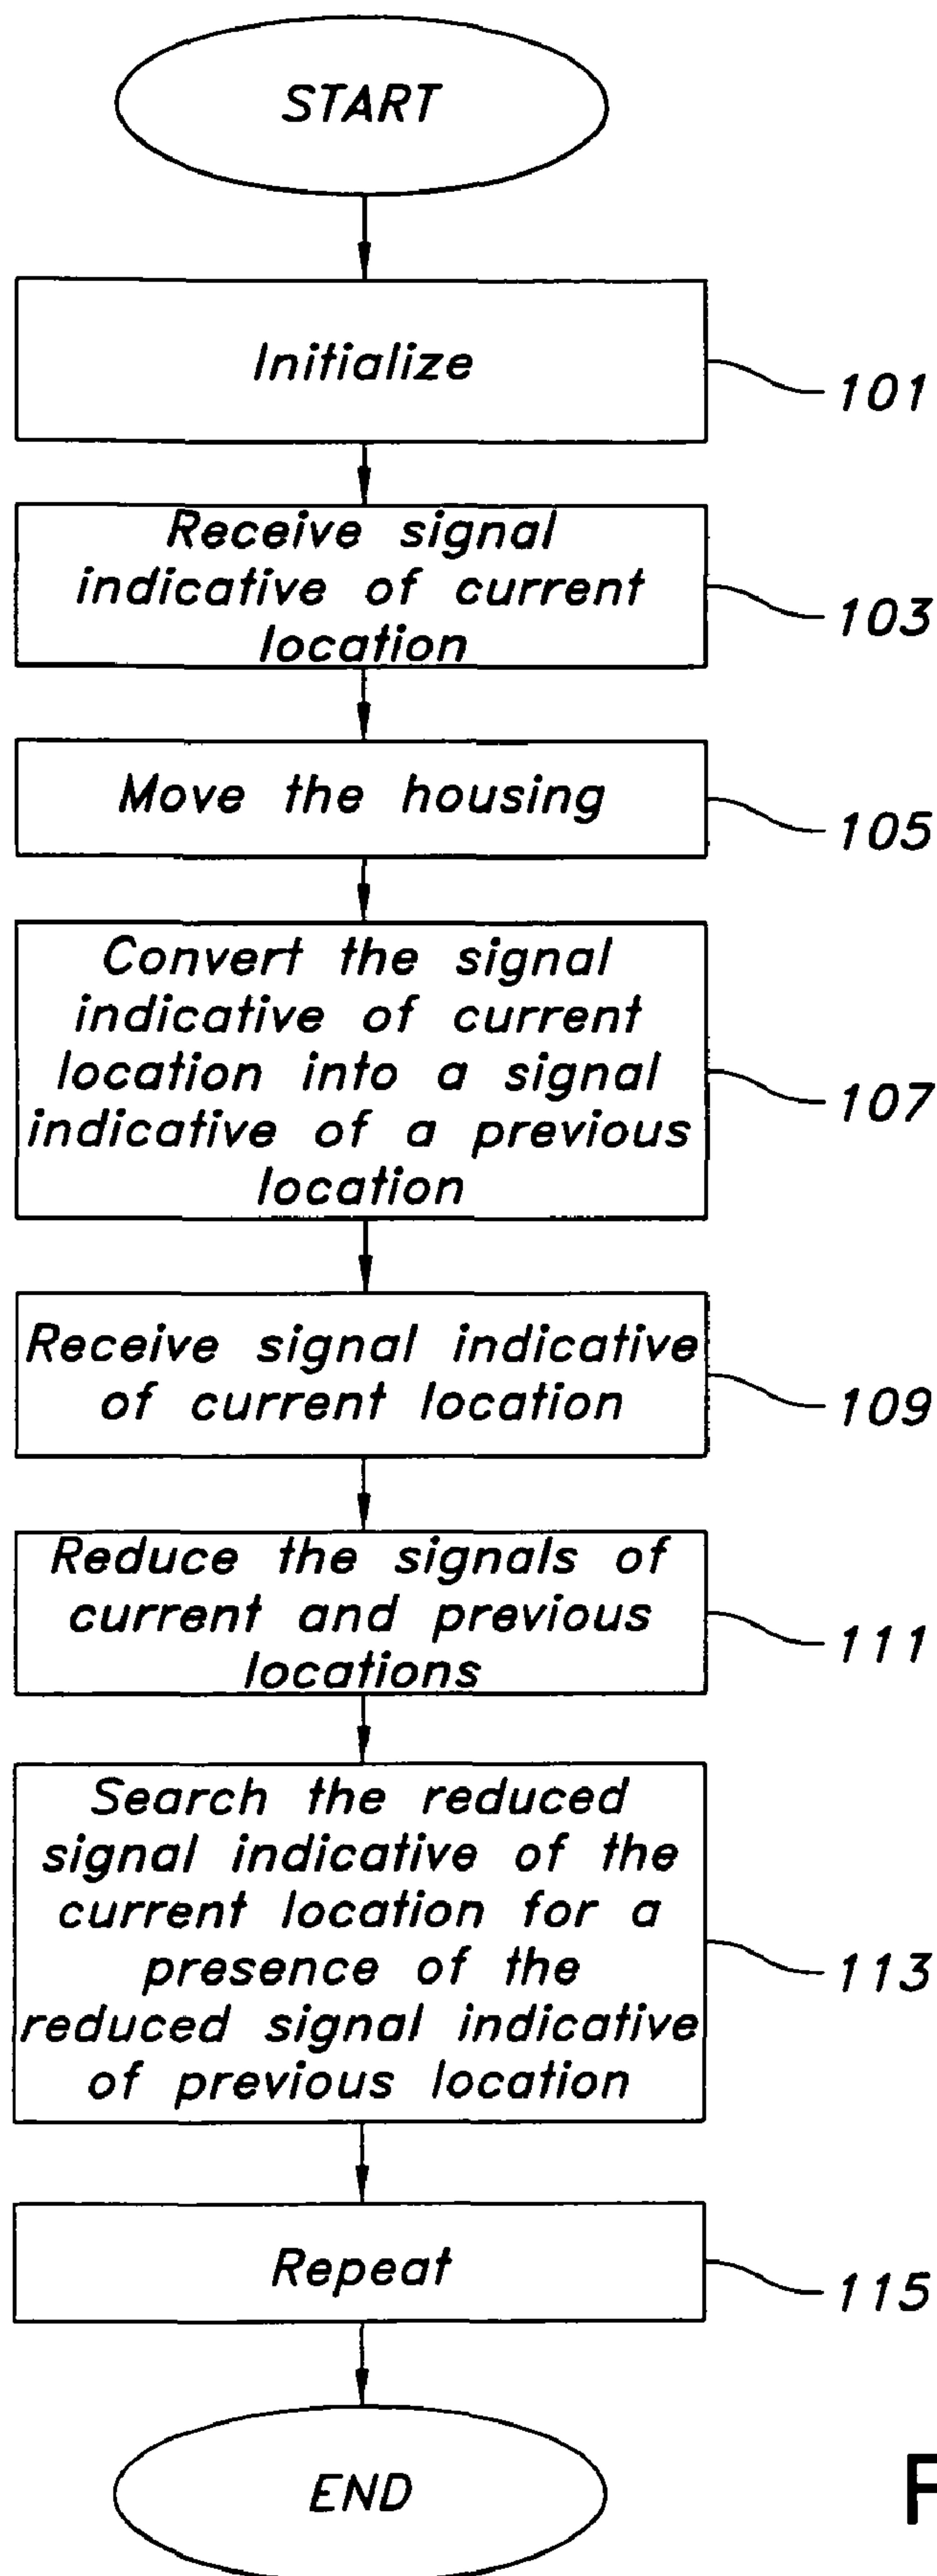 START
Initialize
101
Receive signal
indicative of current
location
103
Move the housing
105
Convert the signal
indicative of current
location into a signal
indicative of a previous
location
107
Receive signal indicative
of current location
109
Reduce the signals of
current and previous
locations
111
Search the reduced
signal indicative of the
current location for a
presence of the
reduced signal indicative
of previous location
113
Repeat
115
END
F